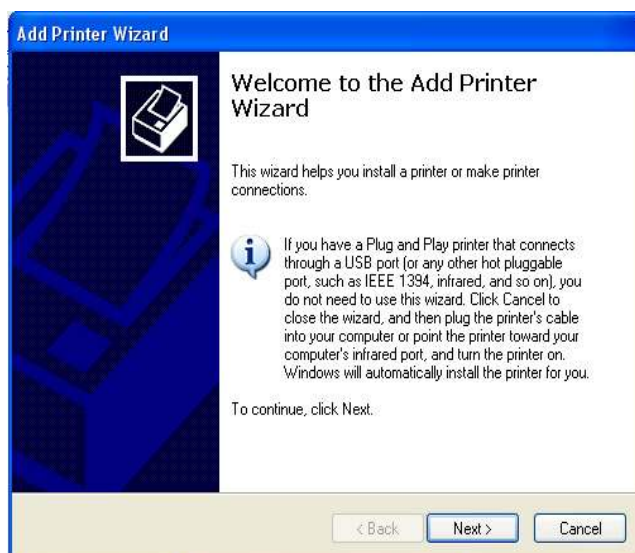 Add Printer Wizard
Welcome to the Add Printer
Wizard
This wizard helps you install a printer or make printer
connections.
If you have a Plug and Play printer that connects
through a USB port (or any other hot pluggable
port, such as IEEE 1394, infrared, and so on), you
do not need to use this wizard. Click Cancel to
close the wizard, and then plug the printer's cable
into your computer or point the printer toward your
computer's infrared port, and turn the printer on.
Windows will automatically install the printer for you.
To continue, click Next.
< Back Next > Cancel